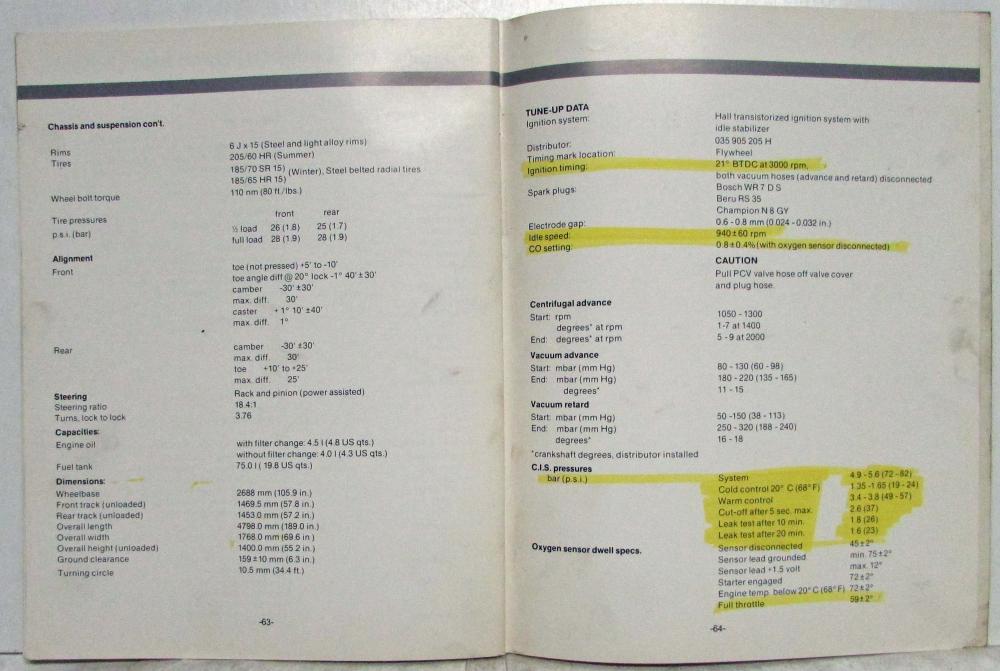 Chassis and suspension con't.
Rims 6 J x 15 (Steel and light alloy rims)
Tires 205/60 HR (Summer)
185/70 SR 15) (Winter), Steel belted radial tires
185/65 HR 15)
Wheel bolt torque 110 nm (80 ft/lbs.)
front rear
Tire pressures ½ load 26 (1.8) 25 (1.7)
p.s.i. (bar) full load 28 (1.9) 28 (1.9)
Alignment
Front toe (not pressed) +5' to -10'
toe angle diff @ 20° lock -1° 40' ±30'
camber -30' ±30'
max. diff. 30'
caster +1° 10' ±40'
max. diff. 1°
Rear camber -30' ±30'
max. diff. 30'
toe +10' to +25'
max. diff. 25'
Steering Rack and pinion (power assisted)
Steering ratio 18.4:1
Turns, lock to lock 3.76
Capacities:
Engine oil with filter change: 4.5 l (4.8 US qts.)
without filter change: 4.0 l (4.3 US qts.)
Fuel tank 75.0 l ( 19.8 US qts.)
Dimensions:
Wheelbase 2688 mm (105.9 in.)
Front track (unloaded) 1469.5 mm (57.8 in.)
Rear track (unloaded) 1453.0 mm (57.2 in.)
Overall length 4798.0 mm (189.0 in.)
Overall width 1768.0 mm (69.6 in.)
Overall height (unloaded) 1400.0 mm (55.2 in.)
Ground clearance 159±10 mm (6.3 in.)
Turning circle 10.5 mm (34.4 ft.)
-63-
TUNE-UP DATA
Ignition system: Hall transistorized ignition system with
idle stabilizer
Distributor: 035 905 205 H
Timing mark location: Flywheel
Ignition timing: 21° BTDC at 3000 rpm,
both vacuum hoses (advance and retard) disconnected
Spark plugs: Bosch WR 7 D S
Beru RS 35
Champion N 8 GY
Electrode gap: 0.6 - 0.8 mm (0.024 - 0.032 in.)
Idle speed: 940±60 rpm
CO setting: 0.8±0.4% (with oxygen sensor disconnected)
CAUTION
Pull PCV valve hose off valve cover
and plug hose.
Centrifugal advance
Start: rpm 1050 - 1300
degrees* at rpm 1-7 at 1400
End: degrees* at rpm 5 - 9 at 2000
Vacuum advance
Start: mbar (mm Hg) 80 - 130 (60 - 98)
End: mbar (mm Hg) 180 - 220 (135 - 165)
degrees* 11 - 15
Vacuum retard
Start: mbar (mm Hg) 50 -150 (38 - 113)
End: mbar (mm Hg) 250 - 320 (188 - 240)
degrees* 16 - 18
*crankshaft degrees, distributor installed
C.I.S. pressures
bar (p.s.i.) System 4.9 - 5.6 (72 - 82)
Cold control 20° C (68°F) 1.35 -1.65 (19 - 24)
Warm control 3.4 - 3.8 (49 - 57)
Cut-off after 5 sec. max. 2.6 (37)
Leak test after 10 min. 1.8 (26)
Leak test after 20 min. 1.6 (23)
Oxygen sensor dwell specs. Sensor disconnected 45±2°
Sensor lead grounded min. 75±2°
Sensor lead +1.5 volt max. 12°
Starter engaged 72±2°
Engine temp. below 20° C (68°F) 72±2°
Full throttle 59±2°
-64-